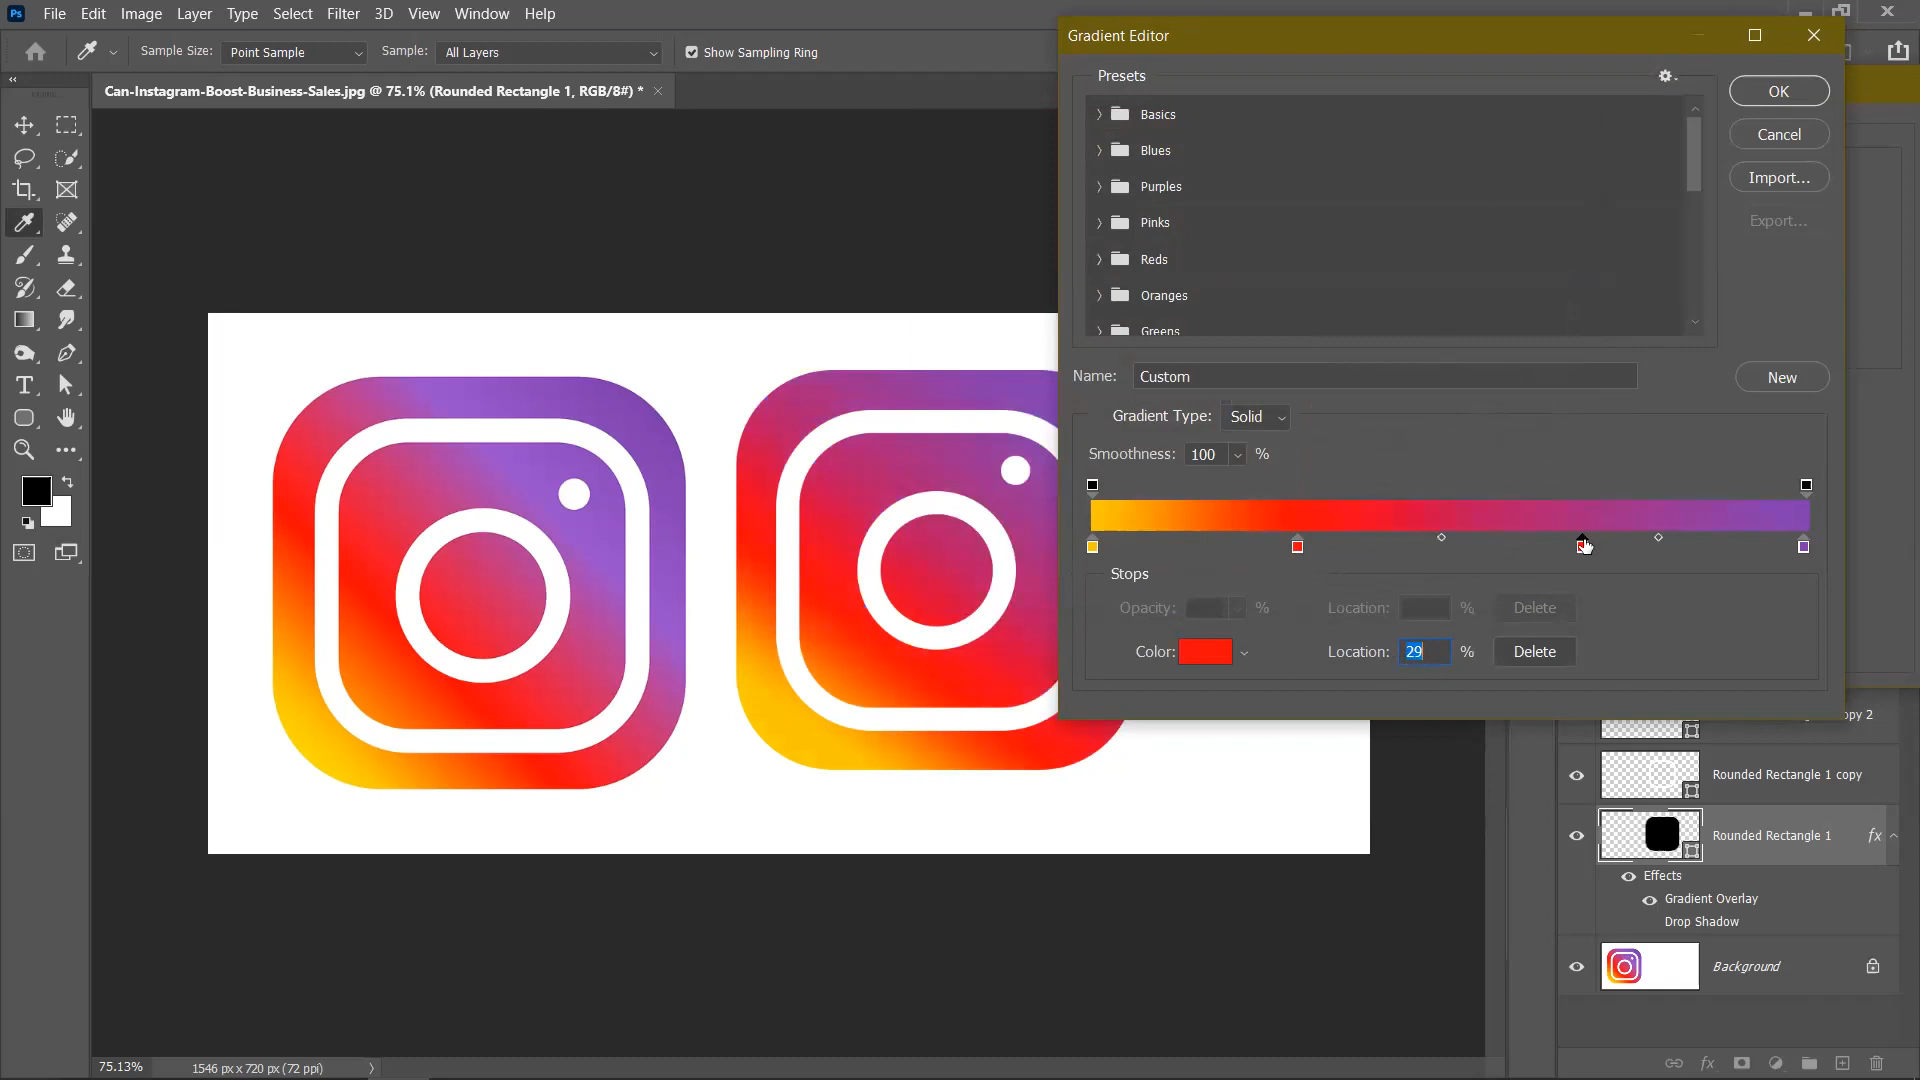 Ps File Edit Image Layer Type Select Filter 3D View Window Help
Sample Size: Point Sample Sample: All Layers Show Sampling Ring
Can-Instagram-Boost-Business-Sales.jpg @ 75.1% (Rounded Rectangle 1, RGB/8#) *
Gradient Editor
Presets
Basics
Blues
Purples
Pinks
Reds
Oranges
Greens
OK
Cancel
Import...
Export...
Name: Custom
New
Gradient Type: Solid
Smoothness: 100 %
Stops
Opacity: % Location: % Delete
Color: Location: 29 % Delete
opy 2
Rounded Rectangle 1 copy
Rounded Rectangle 1 fx
Effects
Gradient Overlay
Drop Shadow
Background
75.13% 1546 px x 720 px (72 ppi)
fx